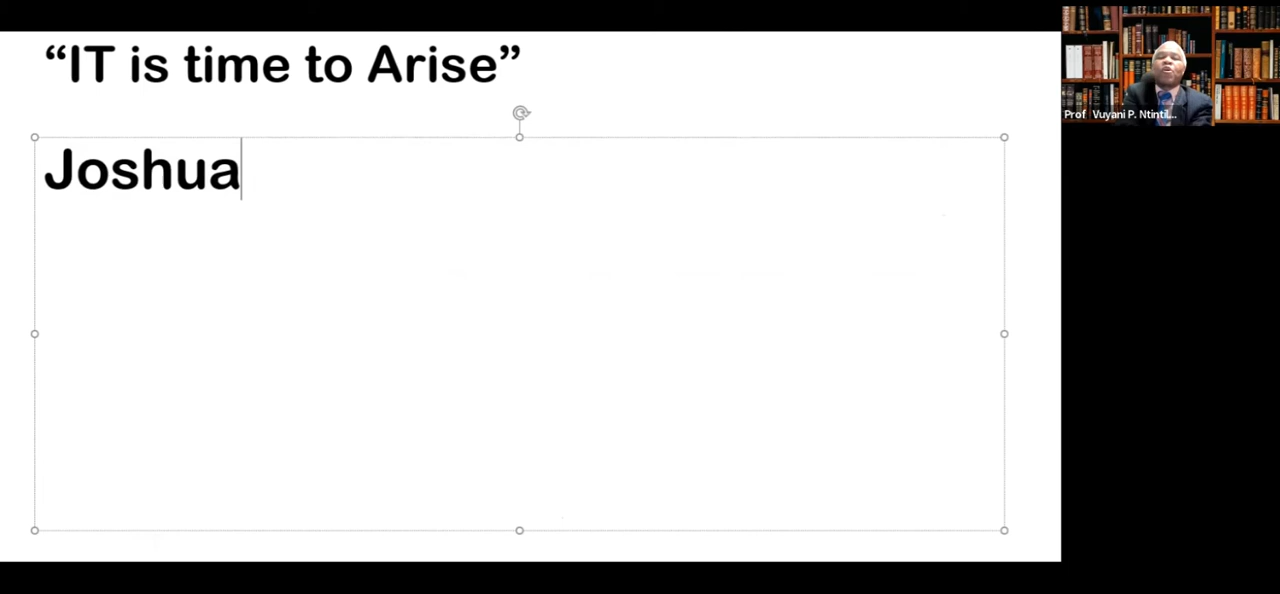 “IT is time to Arise”
Joshua
Prof Vuyani P. Ntintil...